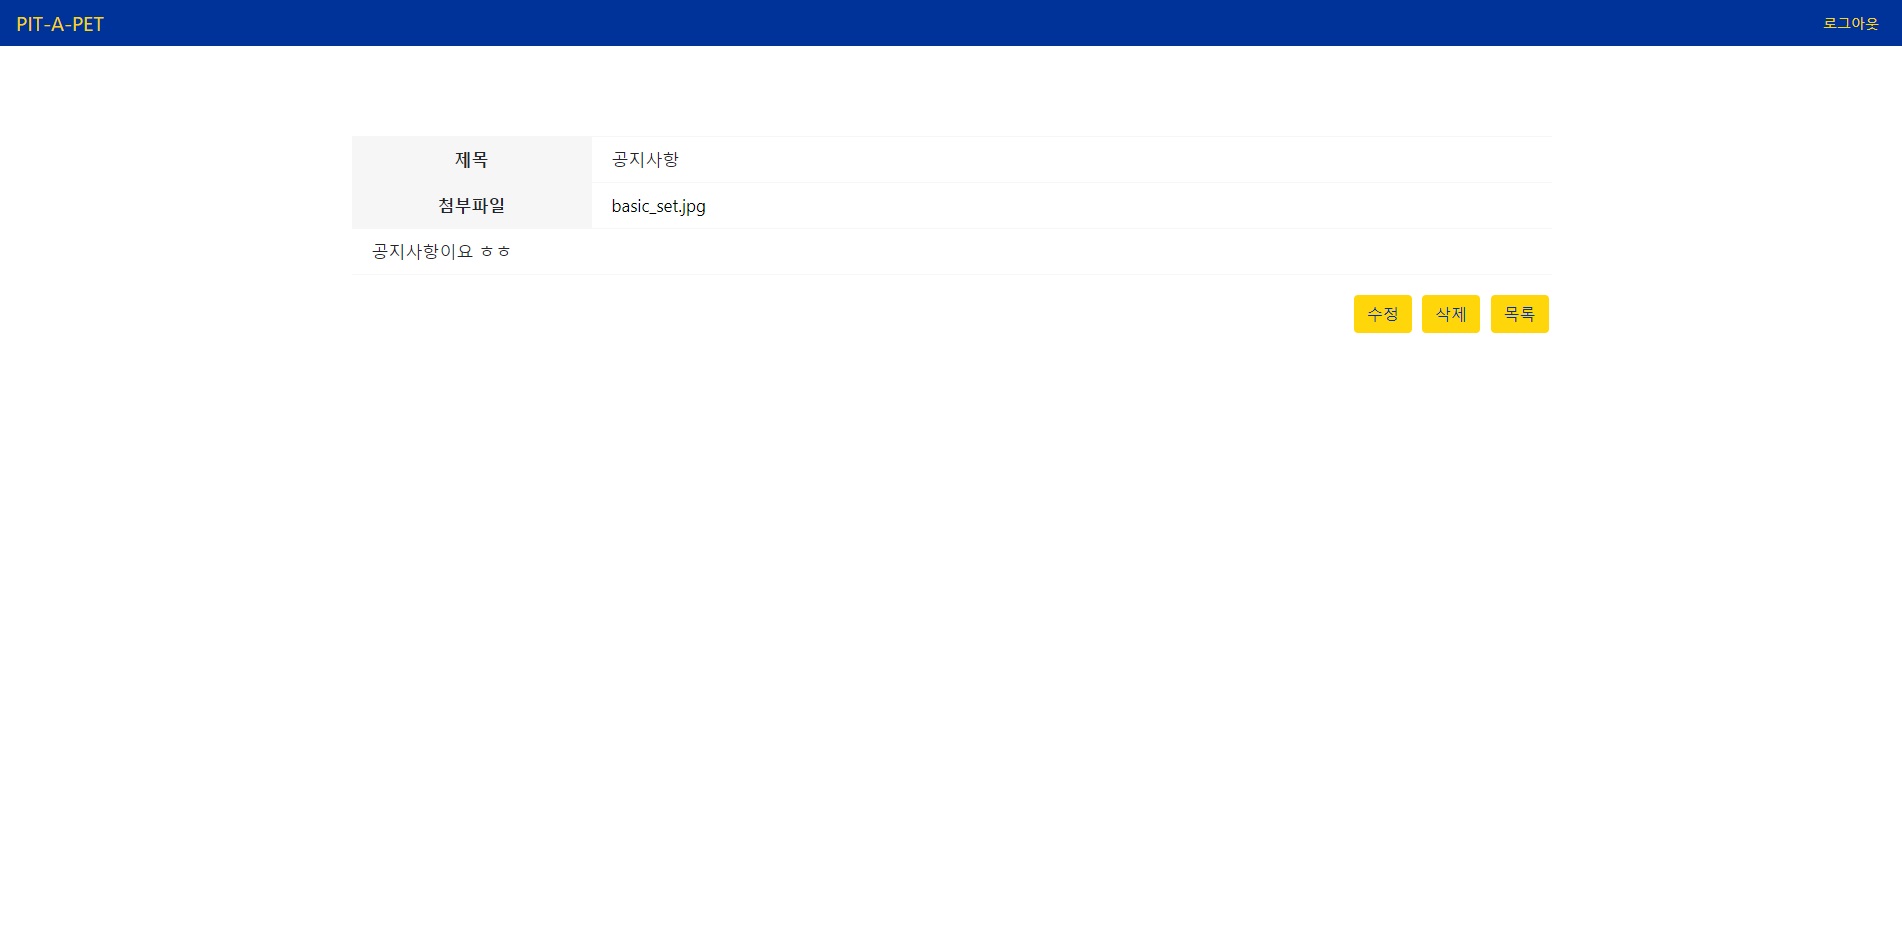 PIT-A-PET 로그아웃
제목 공지사항
첨부파일 basic_set.jpg
공지사항이요 ㅎㅎ
수정 삭제 목록